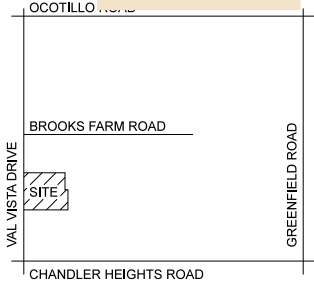 OCOTILLO ROAD
BROOKS FARM ROAD
VAL VISTA DRIVE
SITE
GREENFIELD ROAD
CHANDLER HEIGHTS ROAD